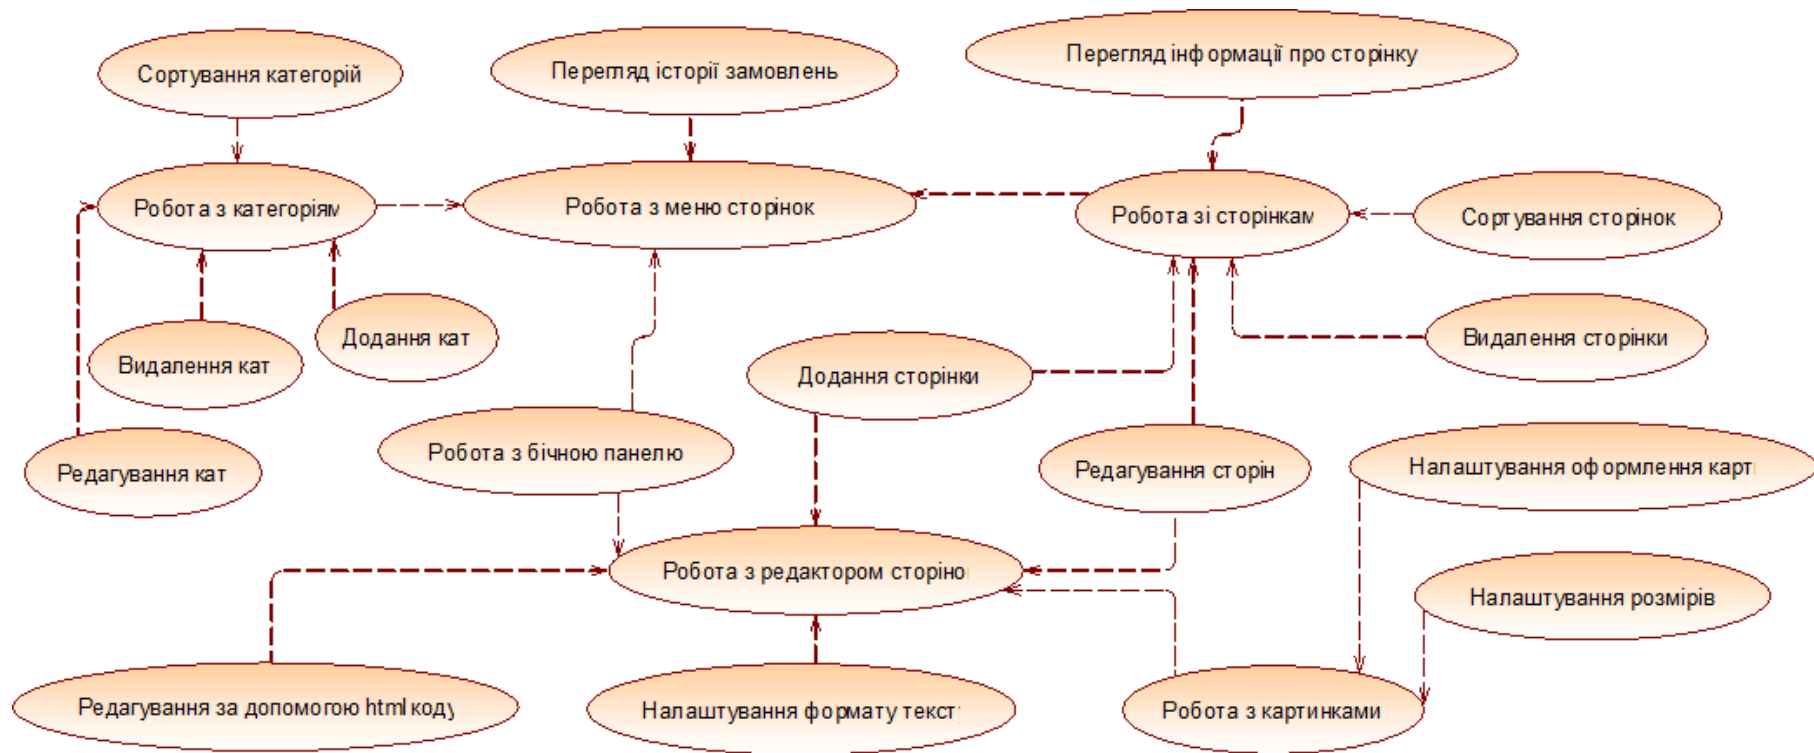 Перегляд інформації про сторінку
Сортування категорій
Перегляд історії замовлень
Робота з категоріям
Робота з меню сторінок
Робота зі сторінкам
Сортування сторінок
Додання кат
Видалення кат
Видалення сторінки
Додання сторінки
Робота з бічною панелю
Редагування кат
Редагування сторін
Налаштування оформлення карт
Робота з редактором сторіно
Налаштування розмірів
Редагування за допомогою html коду
Налаштування формату текст
Робота з картинками